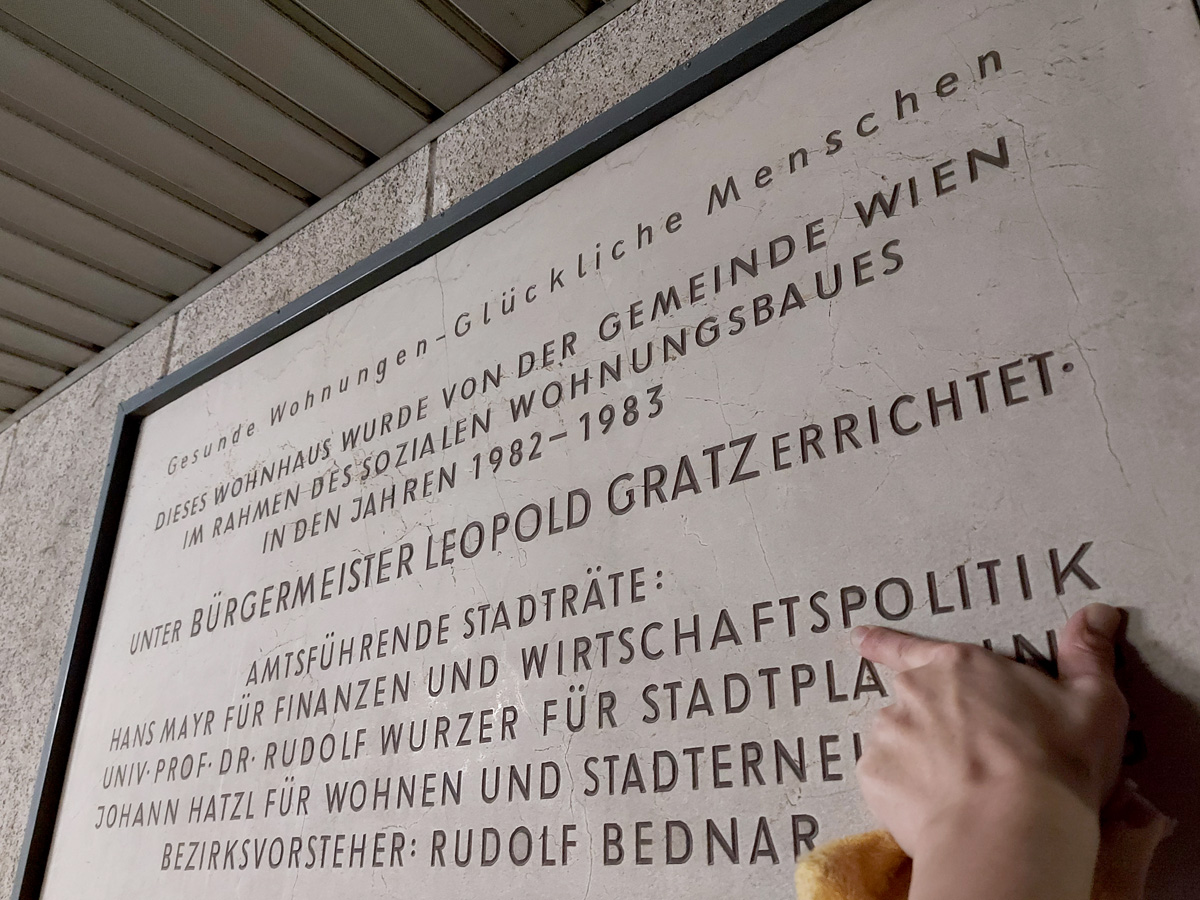 Gesunde Wohnungen-Glückliche Menschen
DIESES WOHNHAUS WURDE VON DER GEMEINDE WIEN
IM RAHMEN DES SOZIALEN WOHNUNGSBAUES
IN DEN JAHREN 1982–1983
UNTER BÜRGERMEISTER LEOPOLD GRATZ ERRICHTET·
AMTSFÜHRENDE STADTRÄTE:
HANS MAYR FÜR FINANZEN UND WIRTSCHAFTSPOLITIK
UNIV·PROF·DR·RUDOLF WURZER FÜR
JOHANN HATZL FÜR WOHNEN UND
BEZIRKSVORSTEHER: RUDOLF BEDNAR